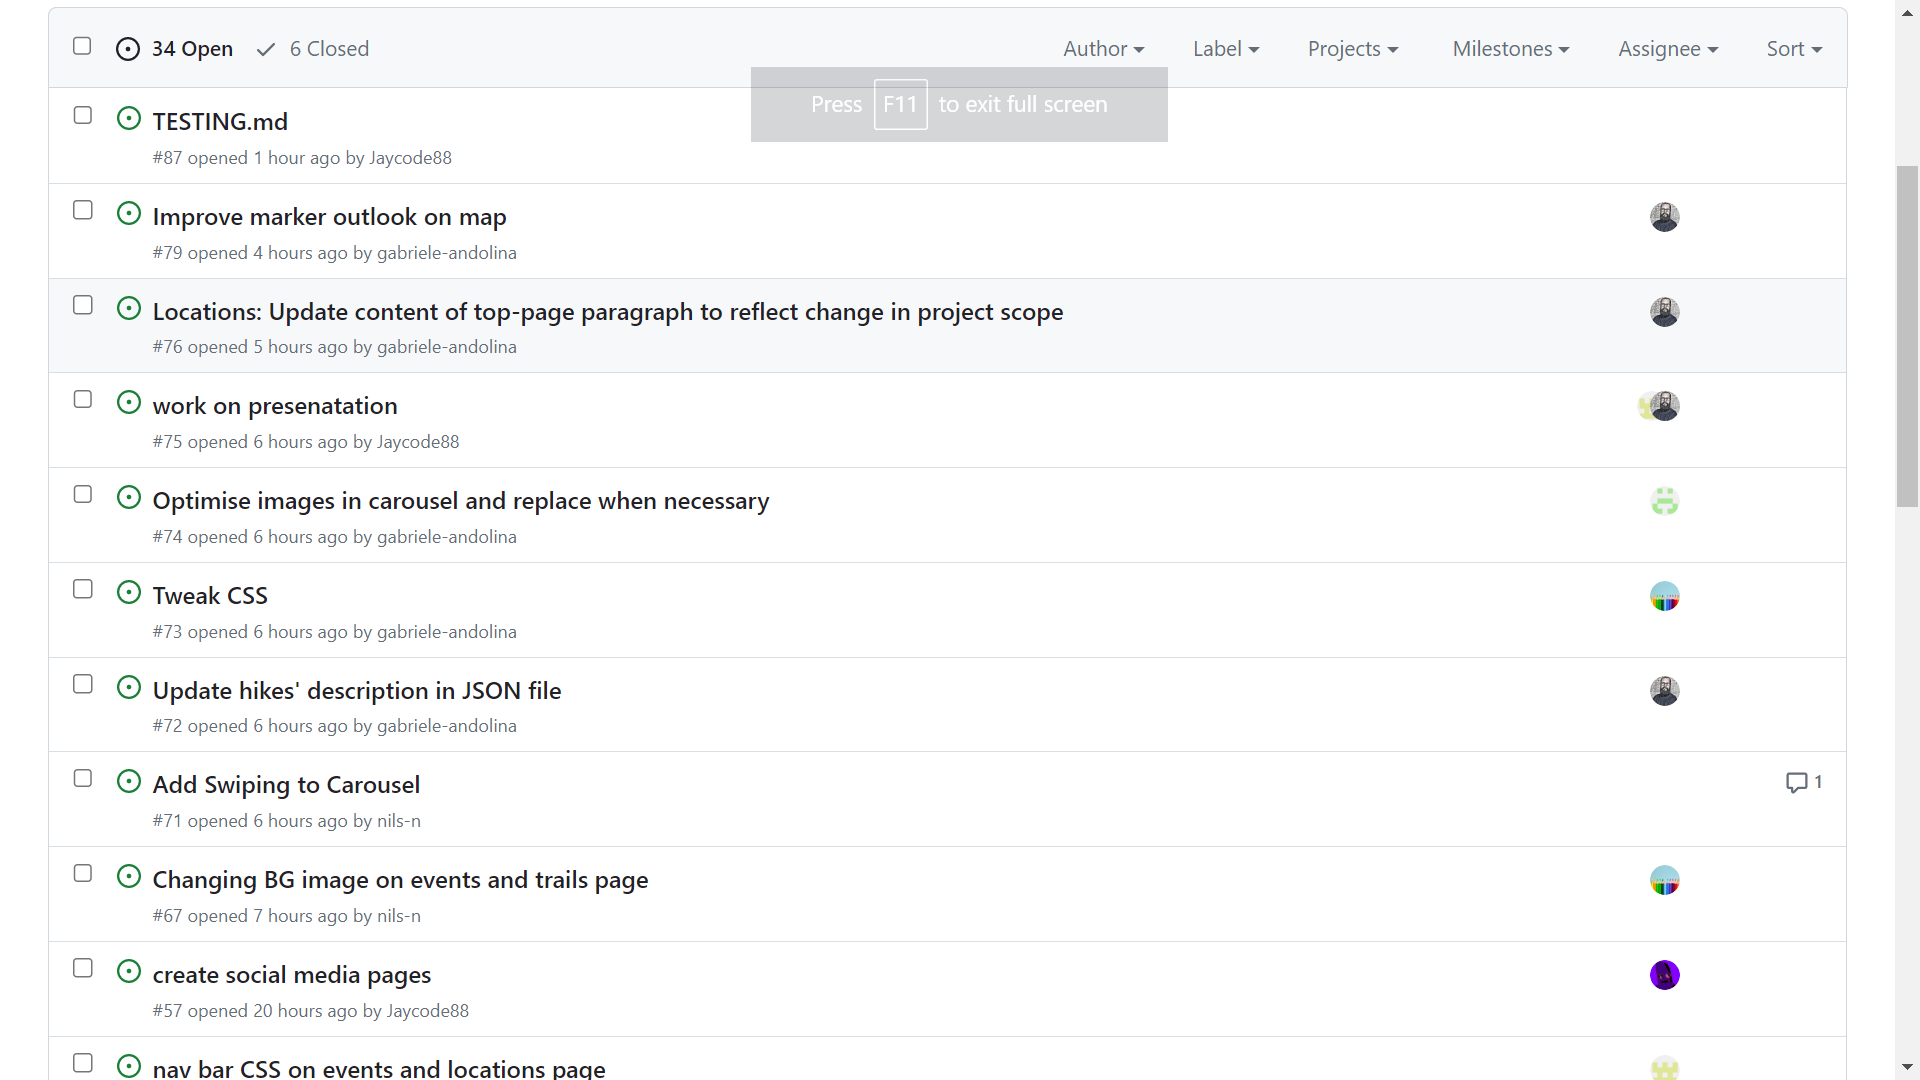 34 Open 6 Closed Author Label Projects Milestones Assignee Sort
Press F11 to exit full screen
TESTING.md
#87 opened 1 hour ago by Jaycode88
Improve marker outlook on map
#79 opened 4 hours ago by gabriele-andolina
Locations: Update content of top-page paragraph to reflect change in project scope
#76 opened 5 hours ago by gabriele-andolina
work on presenatation
#75 opened 6 hours ago by Jaycode88
Optimise images in carousel and replace when necessary
#74 opened 6 hours ago by gabriele-andolina
Tweak CSS
#73 opened 6 hours ago by gabriele-andolina
Update hikes' description in JSON file
#72 opened 6 hours ago by gabriele-andolina
Add Swiping to Carousel 1
#71 opened 6 hours ago by nils-n
Changing BG image on events and trails page
#67 opened 7 hours ago by nils-n
create social media pages
#57 opened 20 hours ago by Jaycode88
nav bar CSS on events and locations page